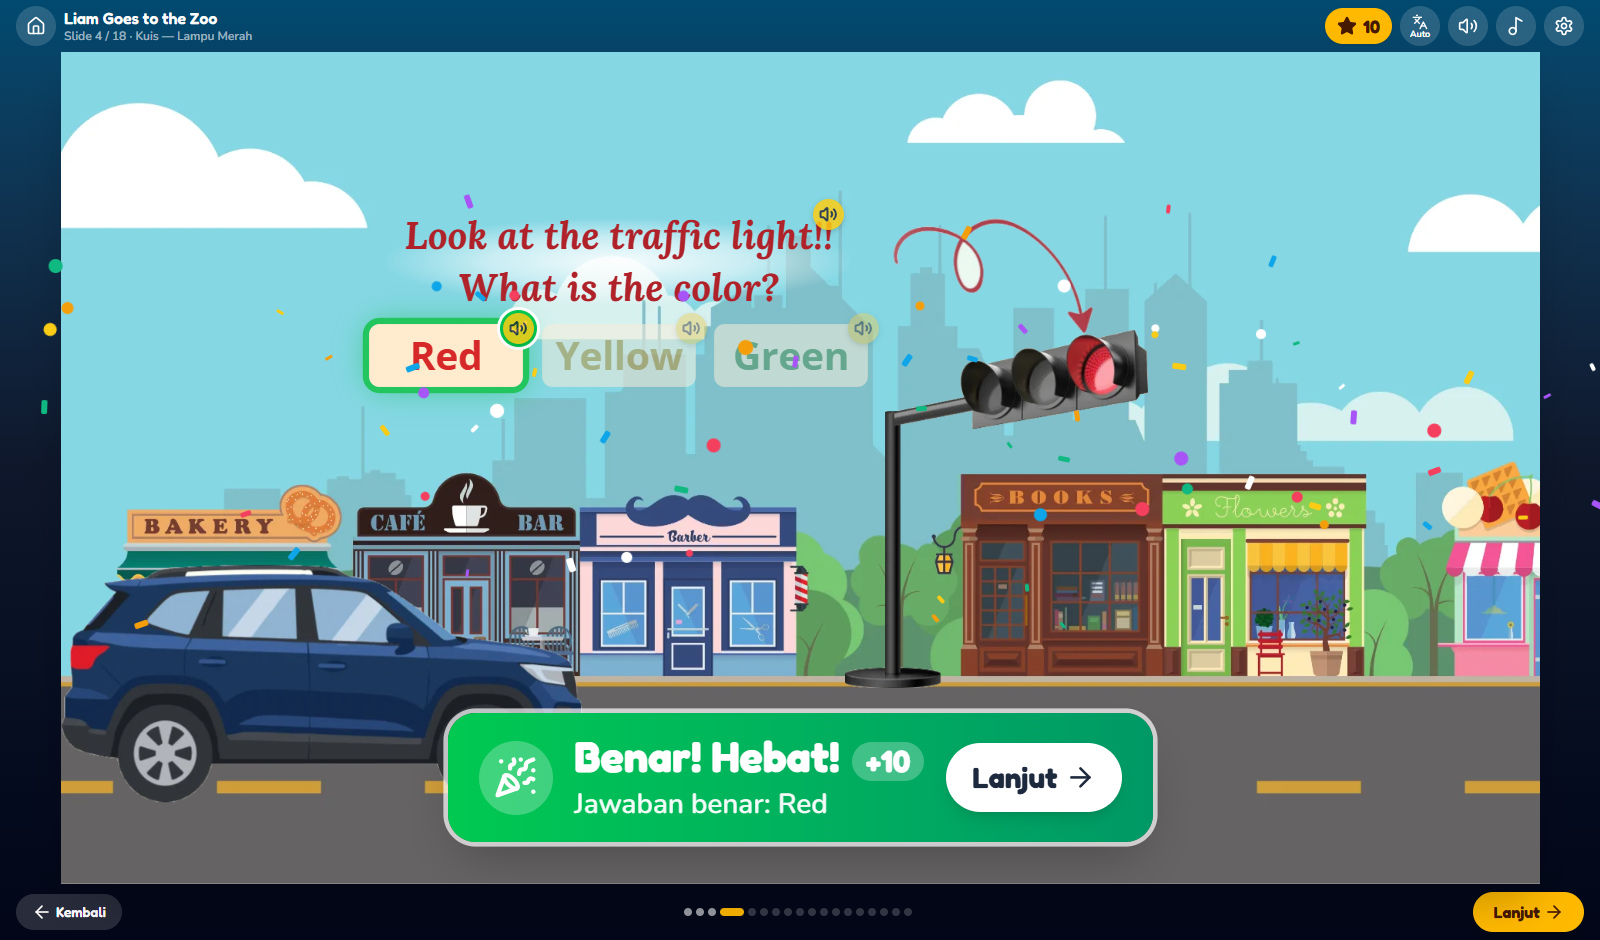 Liam Goes to the Zoo
Slide 4 / 18 · Kuis — Lampu Merah
10
Auto
Look at the traffic light!!
What is the color?
Red
Yellow
Green
BAKERY
CAFÉ BAR
Barber
BOOKS
Flowers
Benar! Hebat! +10
Jawaban benar: Red
Lanjut
Kembali
Lanjut